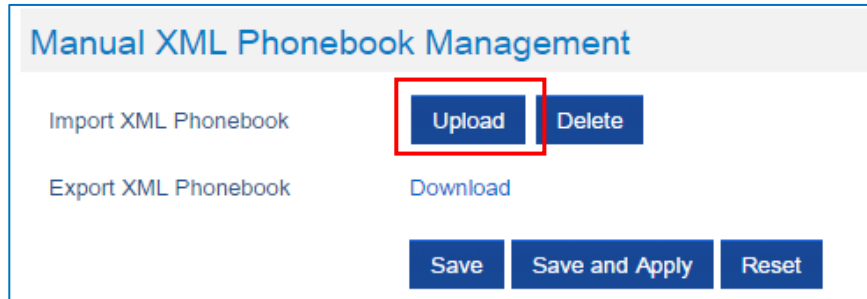 Manual XML Phonebook Management
Import XML Phonebook Upload Delete
Export XML Phonebook Download
Save Save and Apply Reset